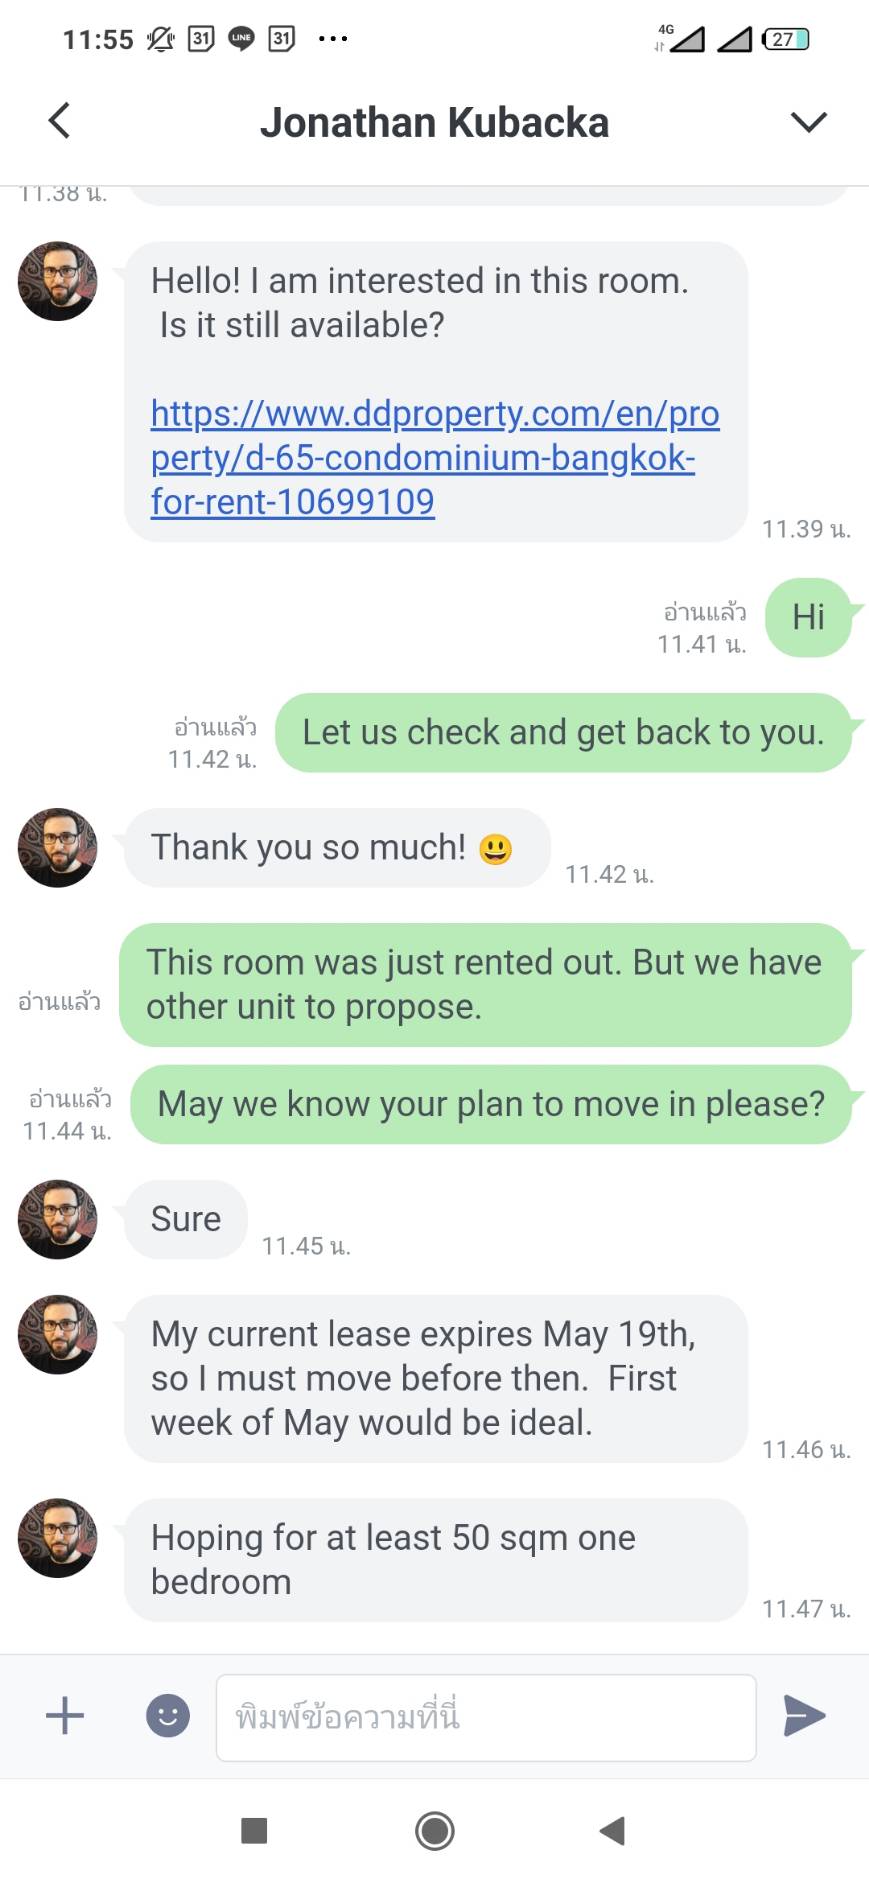 11:55 31 LINE 31 ... 4G 27
Jonathan Kubacka
11.38 น.
Hello! I am interested in this room.
Is it still available?
https://www.ddproperty.com/en/pro
perty/d-65-condominium-bangkok-
for-rent-10699109
11.39 น.
อ่านแล้ว
11.41 น.
Hi
อ่านแล้ว
11.42 น.
Let us check and get back to you.
Thank you so much! 😃
11.42 น.
This room was just rented out. But we have
other unit to propose.
อ่านแล้ว
May we know your plan to move in please?
อ่านแล้ว
11.44 น.
Sure
11.45 น.
My current lease expires May 19th,
so I must move before then.  First
week of May would be ideal.
11.46 น.
Hoping for at least 50 sqm one
bedroom
11.47 น.
พิมพ์ข้อความที่นี่